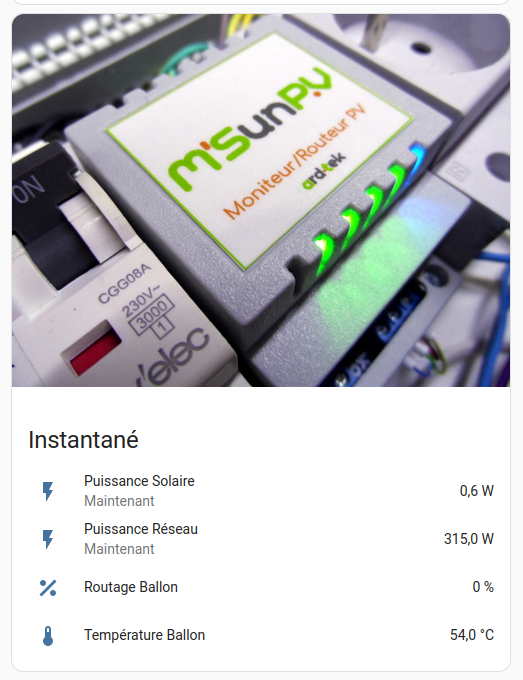 M'SunPV
Moniteur/Routeur PV
ard-tek
ON
CGG08A
230V~
3000
1
elec
Instantané
Puissance Solaire
Maintenant
0,6 W
Puissance Réseau
Maintenant
315,0 W
Routage Ballon
0 %
Température Ballon
54,0 °C